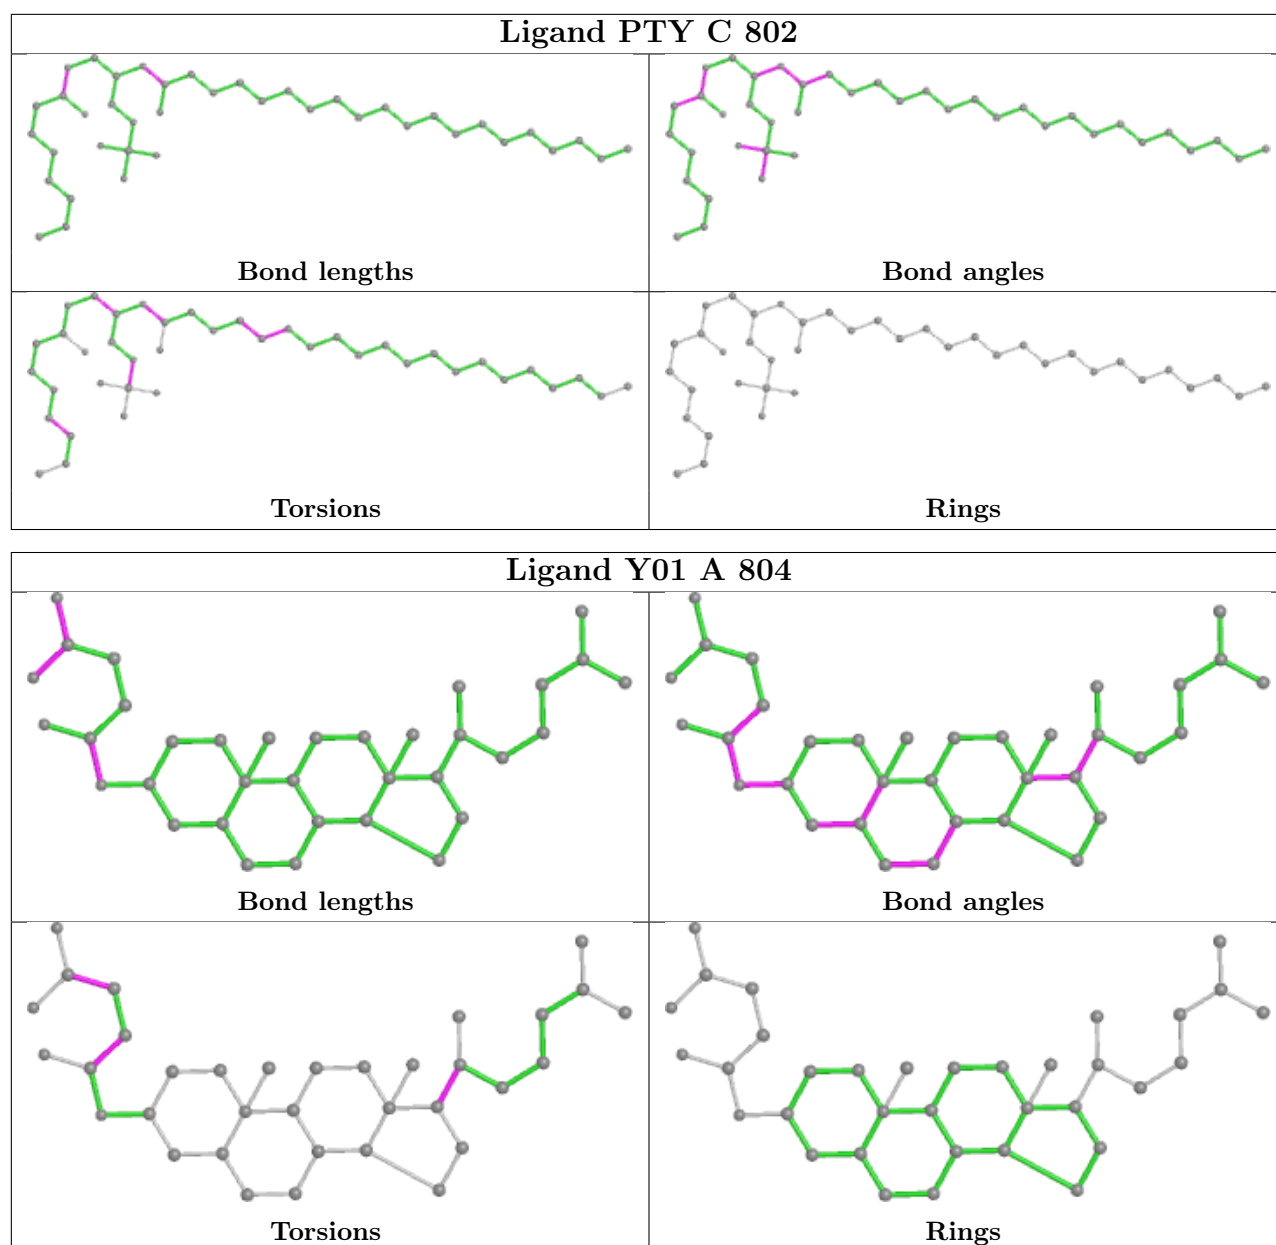 Ligand PTY C 802
Bond lengths
Bond angles
Torsions
Rings
Ligand Y01 A 804
Bond lengths
Bond angles
Torsions
Rings